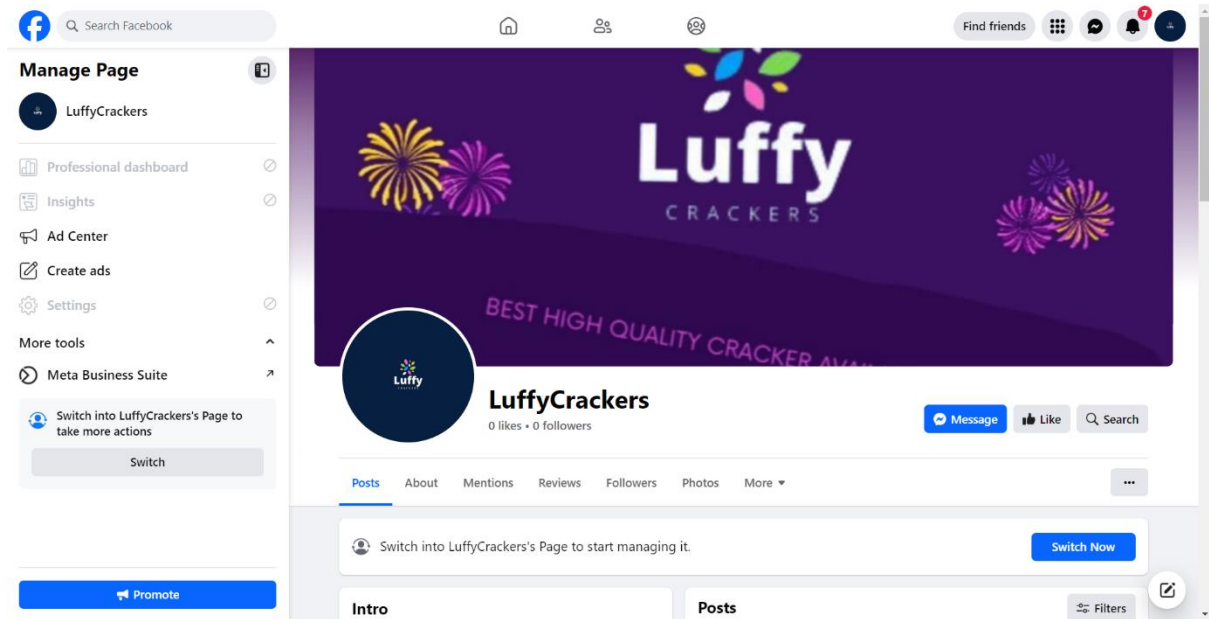 Search Facebook
Find friends
7
Manage Page
LuffyCrackers
Professional dashboard
Insights
Ad Center
Create ads
Settings
More tools
Meta Business Suite
Switch into LuffyCrackers's Page to
take more actions
Switch
Promote
Luffy
CRACKERS
BEST HIGH QUALITY CRACKER
Luffy
LuffyCrackers
0 likes • 0 followers
Message
Like
Search
Posts
About
Mentions
Reviews
Followers
Photos
More
Switch into LuffyCrackers's Page to start managing it.
Switch Now
Intro
Posts
Filters